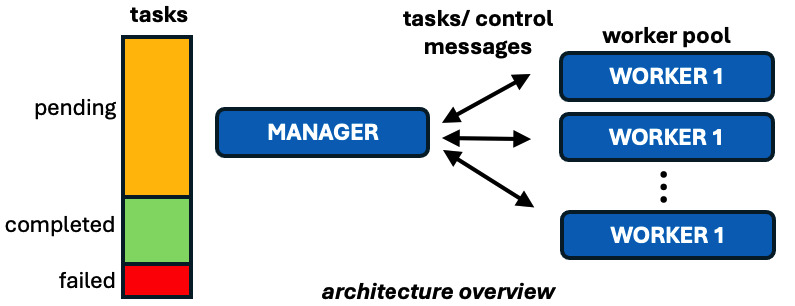 tasks
pending
completed
failed
MANAGER
tasks/ control
messages
worker pool
WORKER 1
WORKER 1
WORKER 1
architecture overview